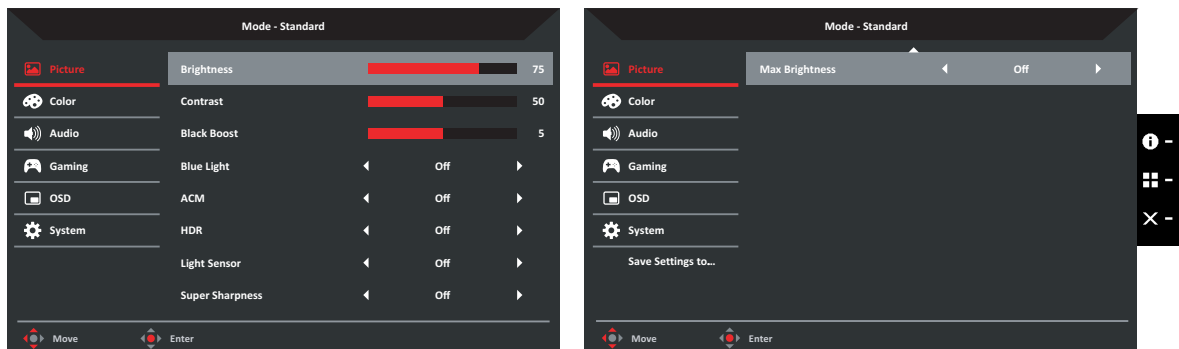 Mode - Standard
Picture
Brightness 75
Color
Contrast 50
Audio
Black Boost 5
Gaming
Blue Light Off
OSD
ACM Off
System
HDR Off
Light Sensor Off
Super Sharpness Off
Move Enter
Mode - Standard
Picture
Max Brightness Off
Color
Audio
Gaming
OSD
System
Save Settings to...
Move Enter